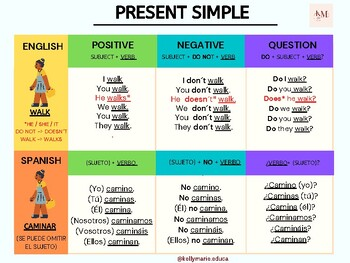 PRESENT SIMPLE
KM
ENGLISH
WALK
*HE / SHE / IT
DO NOT -> DOESN'T
WALK -> WALKS
POSITIVE
SUBJECT + VERB
I walk.
You walk.
He walks*
We walk.
You walk.
They walk.
NEGATIVE
SUBJECT + DO NOT + VERB
I don't walk
You don't walk.
He doesn't* walk.
We don't walk.
You don't walk.
They don't walk.
QUESTION
DO + SUBJECT + VERB?
Do I walk?
Do you walk?
Does* he walk?
Do we walk?
Do you walk?
Do they walk?
SPANISH
CAMINAR
(SE PUEDE OMITIR
EL SUJETO)
(SUJETO) + VERBO
(Yo) camino.
(Tú) caminas.
(Él) camina.
(Nosotros) caminamos
(Vosotros) camináis
(Ellos) caminan.
(SUJETO) + NO + VERBO
No camino.
No caminas.
(Él) no camina.
No caminamos.
No camináis.
(Ellos) no caminan.
¿VERBO+ (SUJETO)?
¿Camino (yo)?
¿Caminas (tú)?
¿Camina (él)?
¿Caminamos?
¿Camináis?
¿Caminan?
@kellymarie.educa